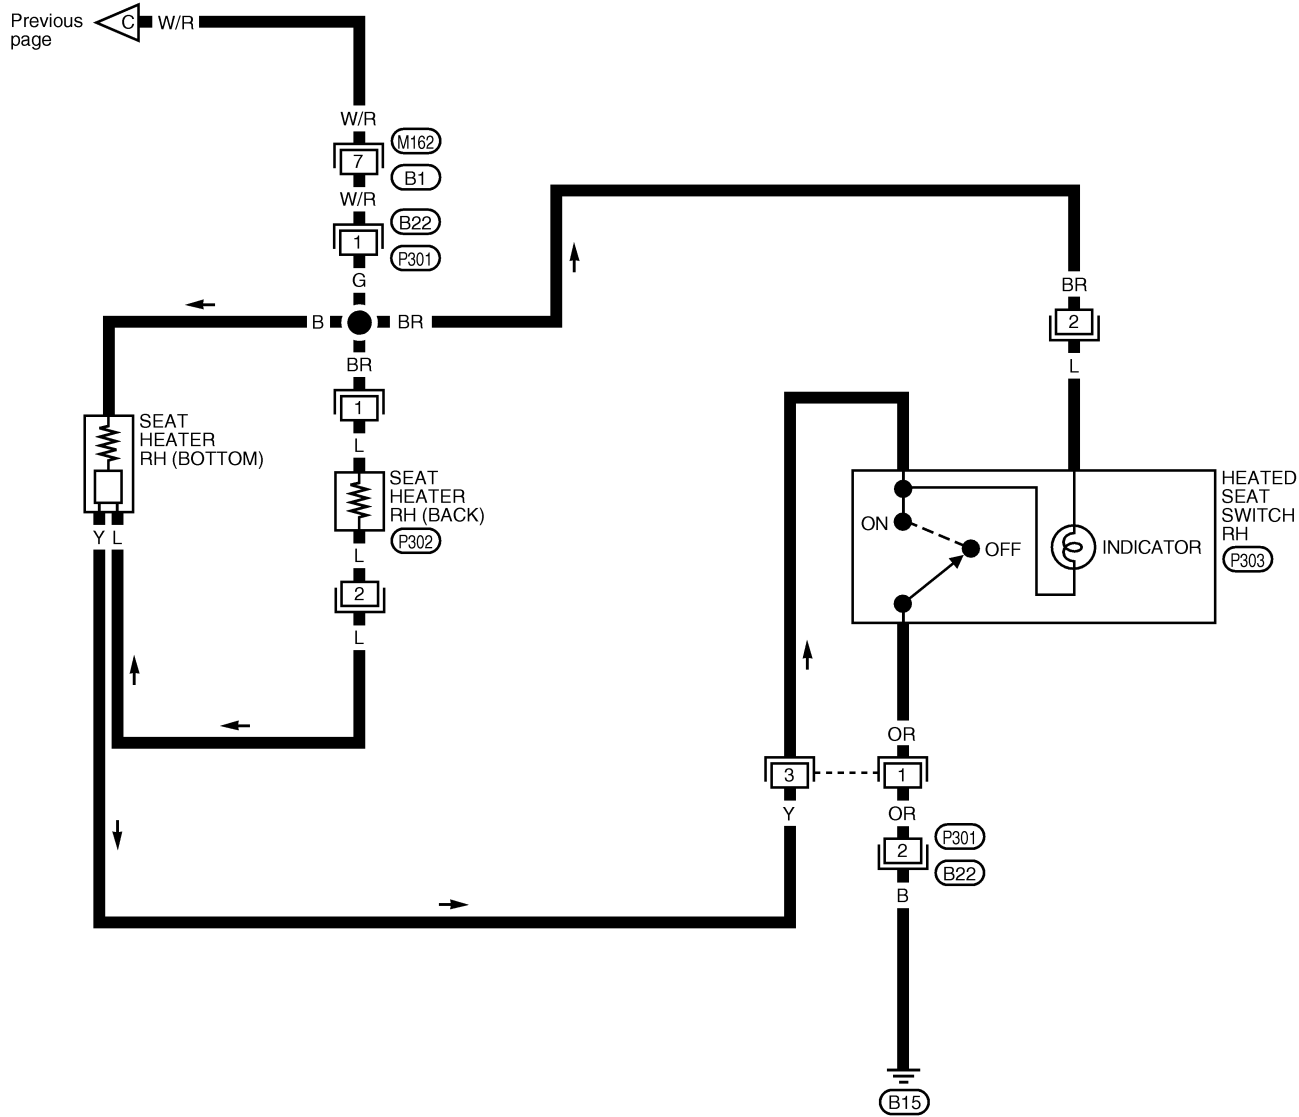 Previous
page
C
W/R
W/R
7
M162
B1
W/R
1
B22
P301
G
B
BR
BR
2
L
BR
1
L
SEAT
HEATER
RH (BOTTOM)
SEAT
HEATER
RH (BACK)
P302
Y L
L
2
L
ON
OFF
INDICATOR
HEATED
SEAT
SWITCH
RH
P303
OR
3
1
Y
OR
2
P301
B22
B
B15